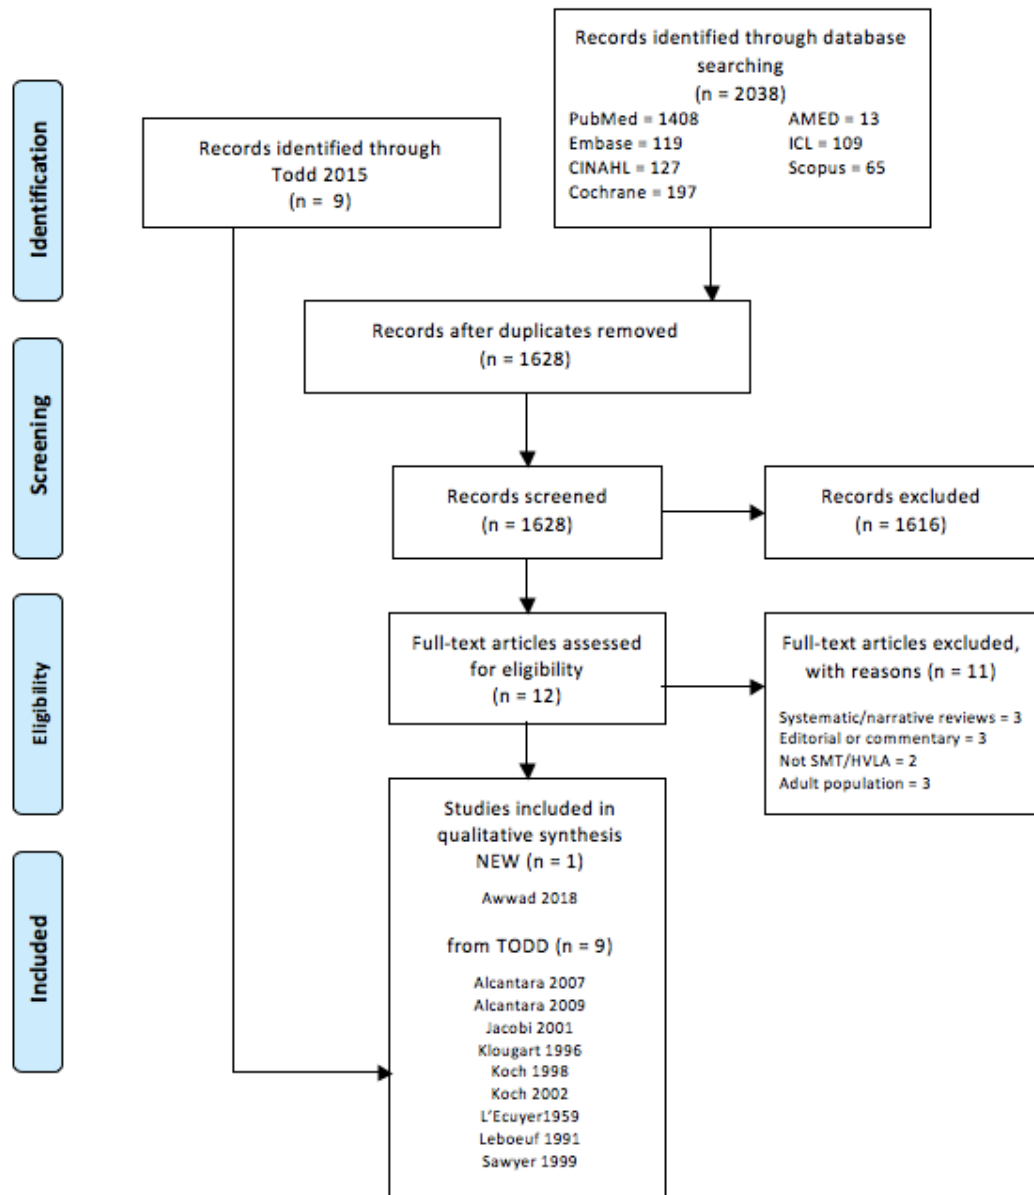 Identification
Records identified through
Todd 2015
(n = 9)
Records identified through database
searching
(n = 2038)
PubMed = 1408
Embase = 119
CINAHL = 127
Cochrane = 197
AMED = 13
ICL = 109
Scopus = 65
Records after duplicates removed
(n = 1628)
Screening
Records screened
(n = 1628)
Records excluded
(n = 1616)
Eligibility
Full-text articles assessed
for eligibility
(n = 12)
Full-text articles excluded,
with reasons (n = 11)
Systematic/narrative reviews = 3
Editorial or commentary = 3
Not SMT/HVLA = 2
Adult population = 3
Included
Studies included in
qualitative synthesis
NEW (n = 1)
Awwad 2018
from TODD (n = 9)
Alcantara 2007
Alcantara 2009
Jacobi 2001
Klougart 1996
Koch 1998
Koch 2002
L'Ecuyer1959
Leboeuf 1991
Sawyer 1999